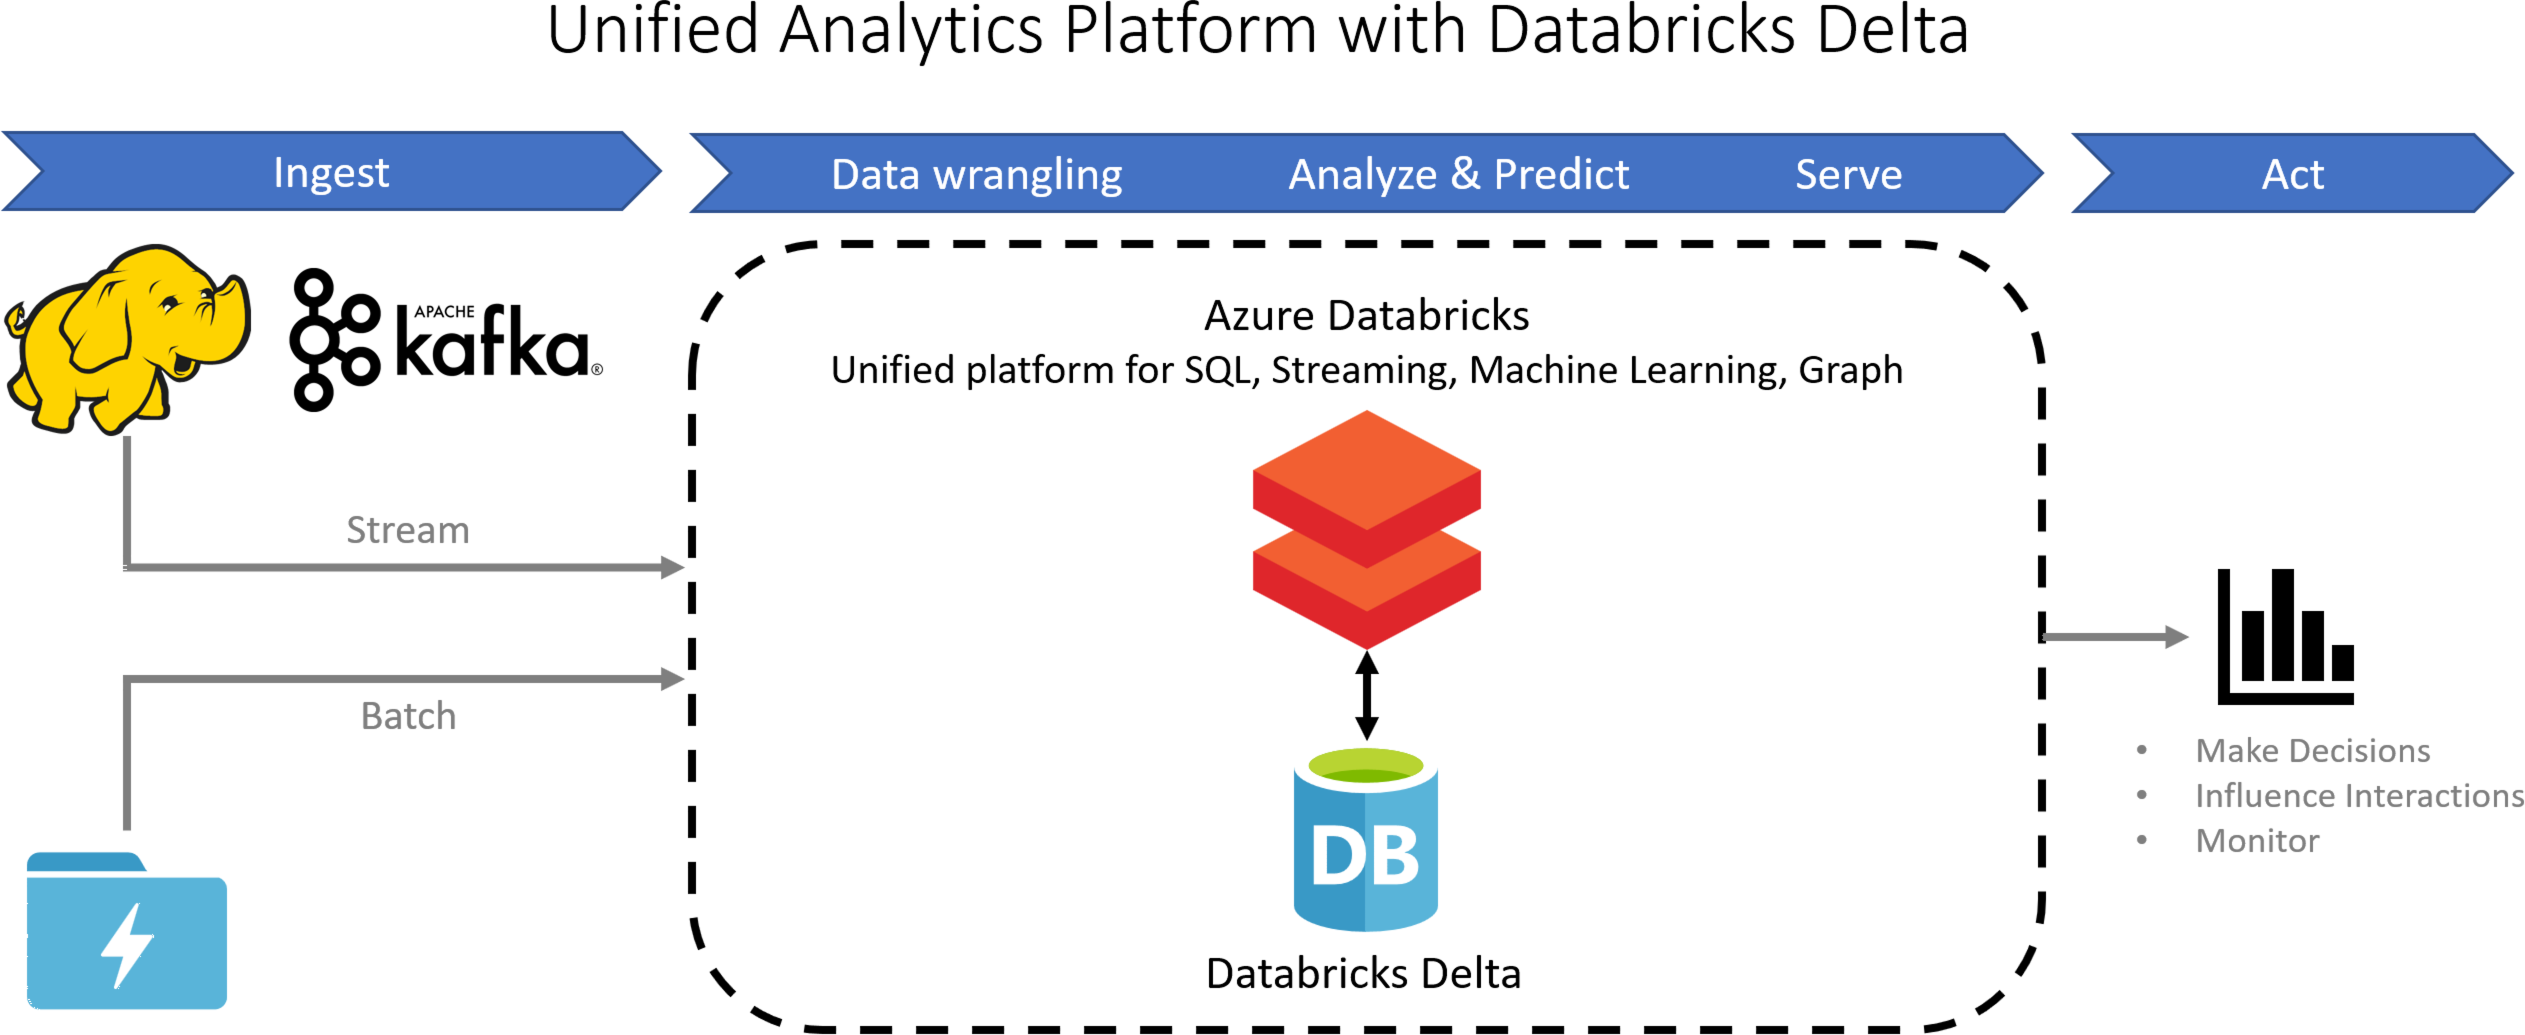 Unified Analytics Platform with Databricks Delta
Ingest
Data wrangling
Analyze & Predict
Serve
Act
APACHE
kafka®
Azure Databricks
Unified platform for SQL, Streaming, Machine Learning, Graph
Stream
Batch
DB
Databricks Delta
• Make Decisions
• Influence Interactions
• Monitor